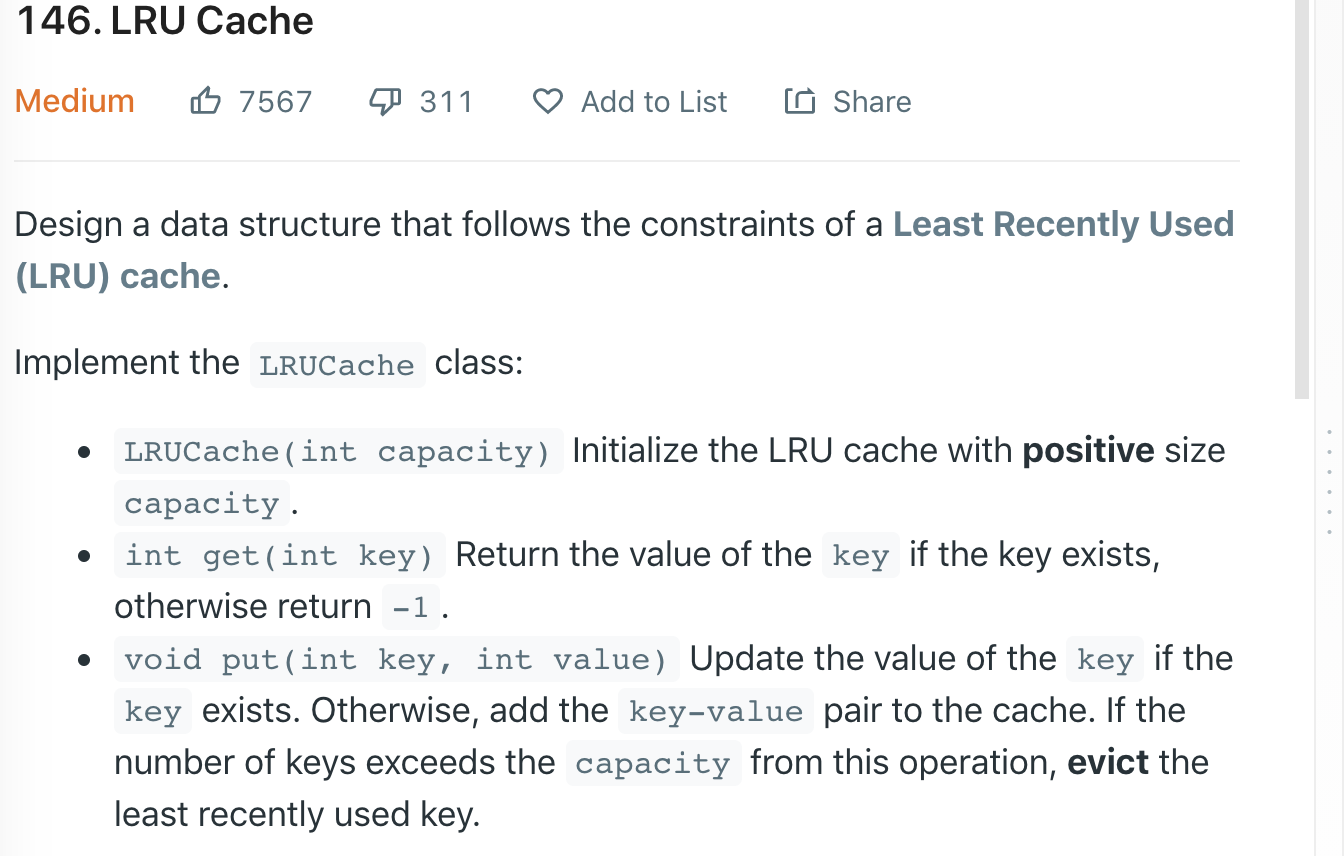 146. LRU Cache
Medium 7567 311 Add to List Share
Design a data structure that follows the constraints of a Least Recently Used
(LRU) cache.
Implement the LRUCache class:
• LRUCache(int capacity) Initialize the LRU cache with positive size
capacity.
• int get(int key) Return the value of the key if the key exists,
otherwise return -1.
• void put(int key, int value) Update the value of the key if the
key exists. Otherwise, add the key-value pair to the cache. If the
number of keys exceeds the capacity from this operation, evict the
least recently used key.